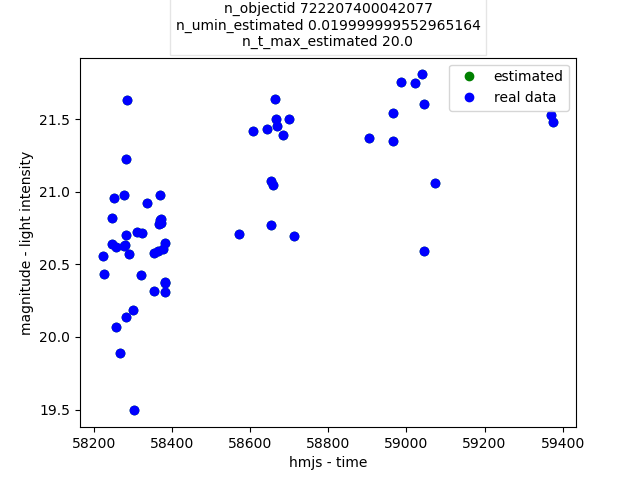 n_objectid 722207400042077
n_umin_estimated 0.019999999552965164
n_t_max_estimated 20.0
estimated
real data
21.5
21.0
20.5
20.0
19.5
magnitude - light intensity
58200 58400 58600 58800 59000 59200 59400
hmjs - time